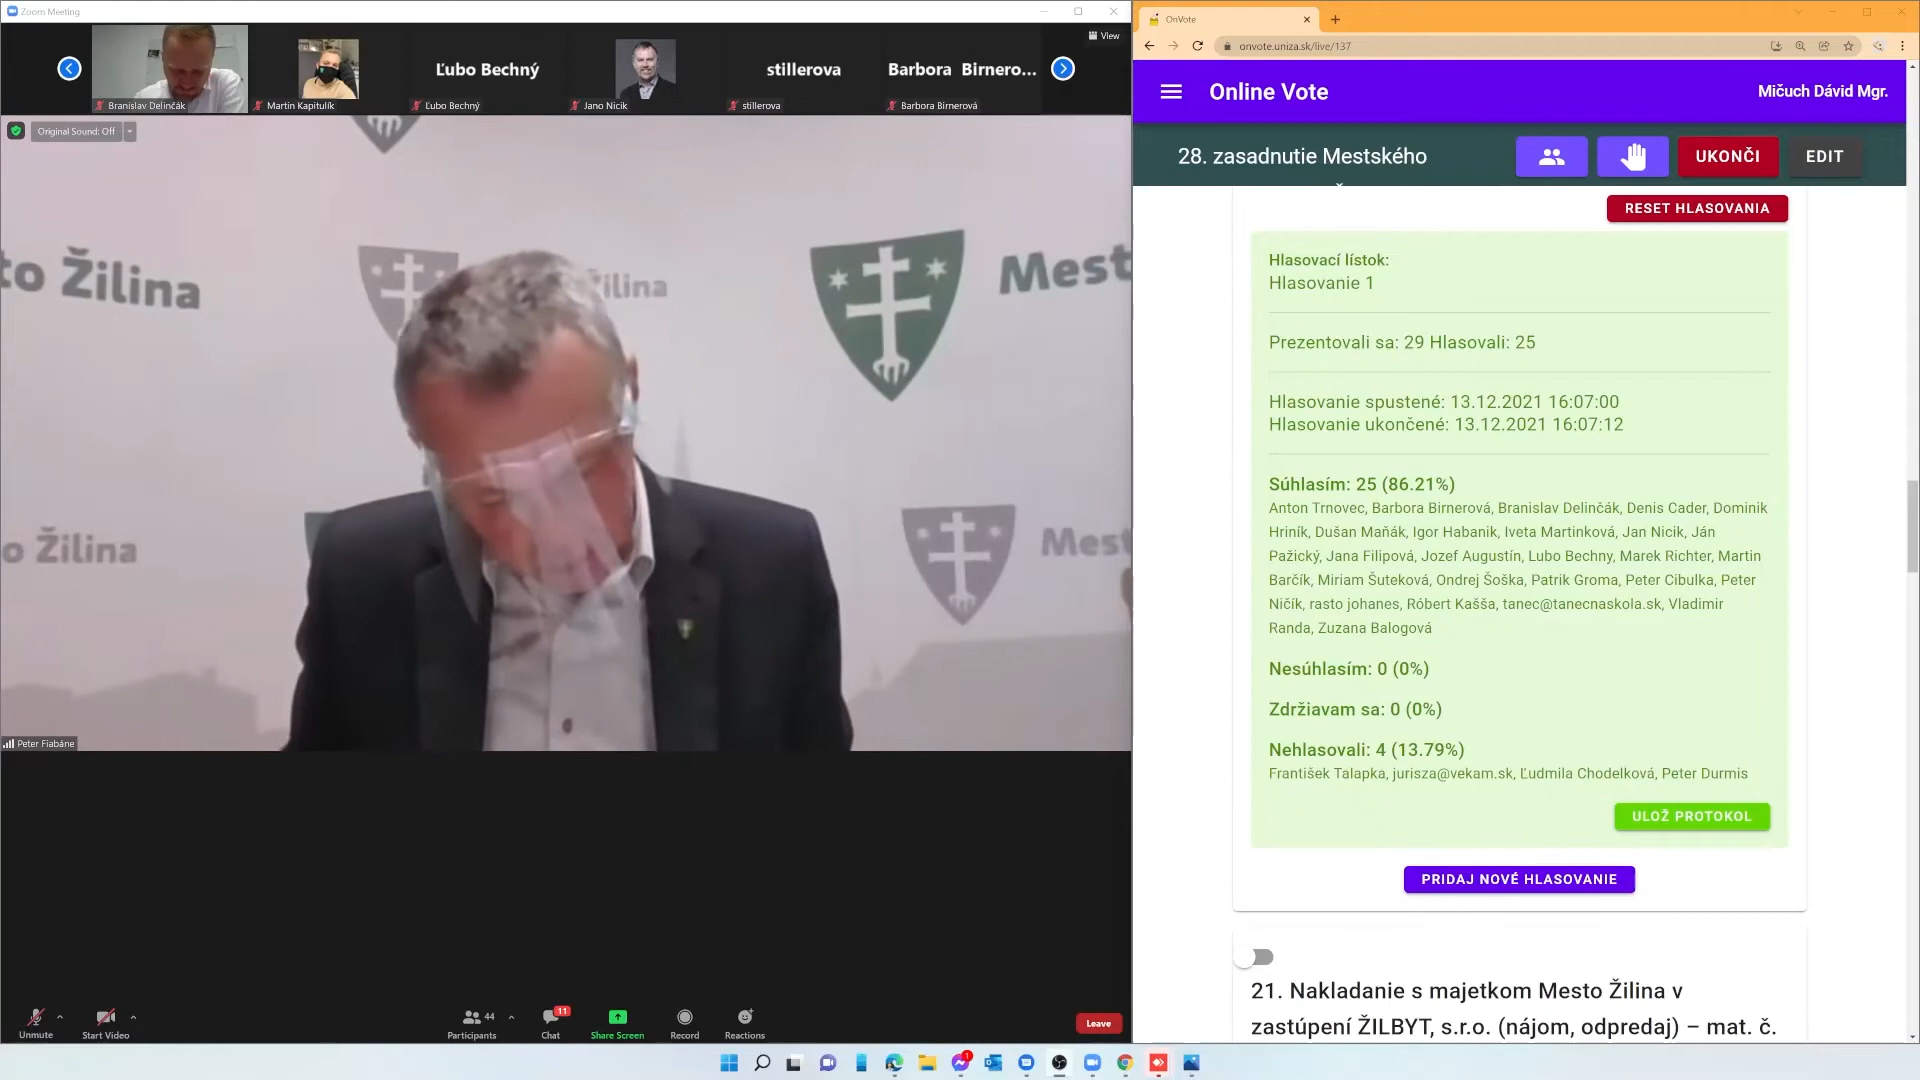 Zoom Meeting
View
Ľubo Bechný
stillerova
Barbora Birnero...
Branislav Delinčák
Martin Kapitulík
Ľubo Bechný
Jano Nicik
stillerova
Barbora Birnerová
Original Sound: Off
sto Žilina
Žilina
Mest
o Žilina
Mest
Peter Fiabáne
Unmute
Start Video
44
Participants
11
Chat
Share Screen
Record
Reactions
Leave
OnVote
onvote.uniza.sk/live/137
Online Vote
Mičuch Dávid Mgr.
28. zasadnutie Mestského
UKONČI
EDIT
RESET HLASOVANIA
Hlasovací lístok:
Hlasovanie 1
Prezentovali sa: 29 Hlasovali: 25
Hlasovanie spustené: 13.12.2021 16:07:00
Hlasovanie ukončené: 13.12.2021 16:07:12
Súhlasím: 25 (86.21%)
Anton Trnovec, Barbora Birnerová, Branislav Delinčák, Denis Cader, Dominik
Hriník, Dušan Maňák, Igor Habanik, Iveta Martinková, Jan Nicik, Ján
Pažický, Jana Filipová, Jozef Augustín, Lubo Bechny, Marek Richter, Martin
Barčík, Miriam Šuteková, Ondrej Šoška, Patrik Groma, Peter Cibulka, Peter
Ničík, rasto johanes, Róbert Kašša, tanec@tanecnaskola.sk, Vladimir
Randa, Zuzana Balogová
Nesúhlasím: 0 (0%)
Zdržiavam sa: 0 (0%)
Nehlasovali: 4 (13.79%)
František Talapka, jurisza@vekam.sk, Ľudmila Chodelková, Peter Durmis
ULOŽ PROTOKOL
PRIDAJ NOVÉ HLASOVANIE
21. Nakladanie s majetkom Mesto Žilina v
zastúpení ŽILBYT, s.r.o. (nájom, odpredaj) – mat. č.
1